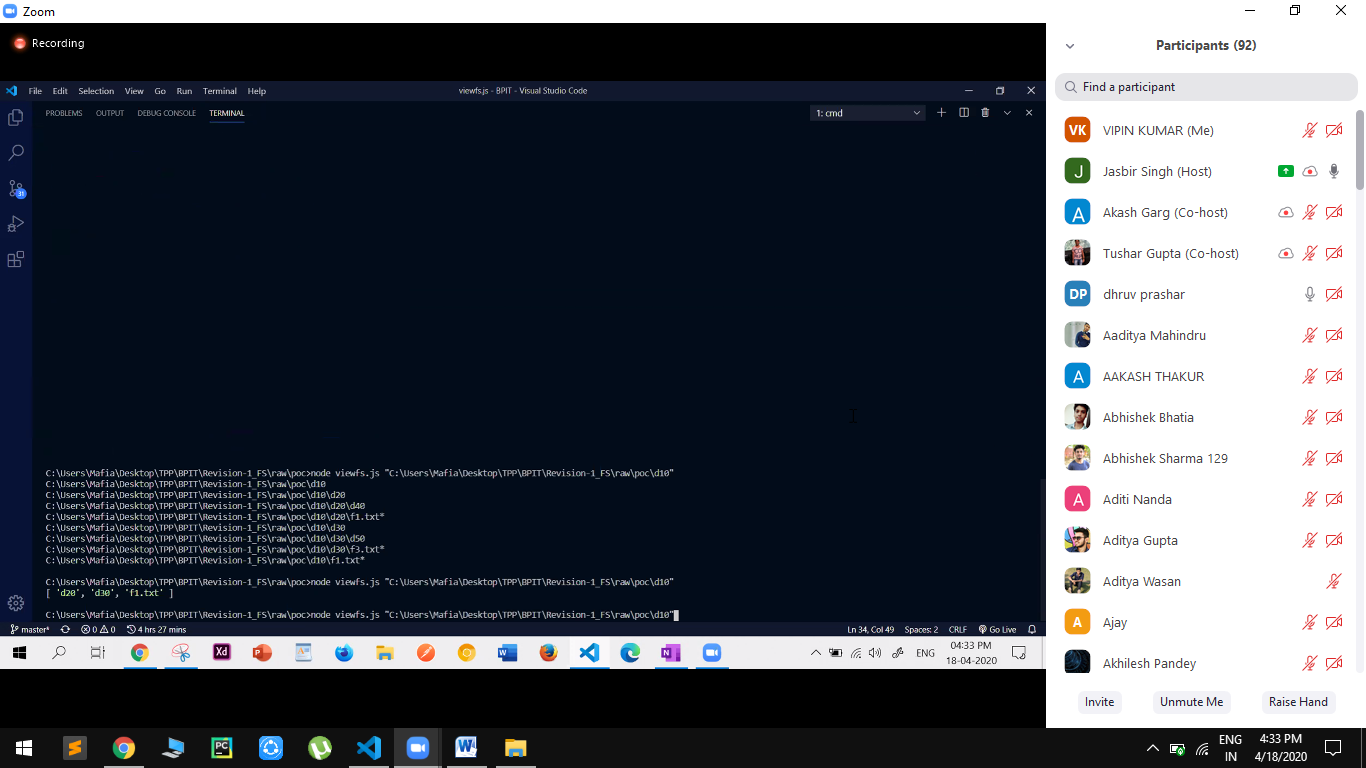 Zoom
Recording
File Edit Selection View Go Run Terminal Help
viewfs.js - BPIT - Visual Studio Code
PROBLEMS OUTPUT DEBUG CONSOLE TERMINAL
1: cmd
31
C:\Users\Mafia\Desktop\TPP\BPIT\Revision-1_FS\raw\poc>node viewfs.js "C:\Users\Mafia\Desktop\TPP\BPIT\Revision-1_FS\raw\poc\d10"
C:\Users\Mafia\Desktop\TPP\BPIT\Revision-1_FS\raw\poc\d10
C:\Users\Mafia\Desktop\TPP\BPIT\Revision-1_FS\raw\poc\d10\d20
C:\Users\Mafia\Desktop\TPP\BPIT\Revision-1_FS\raw\poc\d10\d20\d40
C:\Users\Mafia\Desktop\TPP\BPIT\Revision-1_FS\raw\poc\d10\d20\f1.txt*
C:\Users\Mafia\Desktop\TPP\BPIT\Revision-1_FS\raw\poc\d10\d30
C:\Users\Mafia\Desktop\TPP\BPIT\Revision-1_FS\raw\poc\d10\d30\d50
C:\Users\Mafia\Desktop\TPP\BPIT\Revision-1_FS\raw\poc\d10\d30\f3.txt*
C:\Users\Mafia\Desktop\TPP\BPIT\Revision-1_FS\raw\poc\d10\f1.txt*
C:\Users\Mafia\Desktop\TPP\BPIT\Revision-1_FS\raw\poc>node viewfs.js "C:\Users\Mafia\Desktop\TPP\BPIT\Revision-1_FS\raw\poc\d10"
[ 'd20', 'd30', 'f1.txt' ]
C:\Users\Mafia\Desktop\TPP\BPIT\Revision-1_FS\raw\poc>node viewfs.js "C:\Users\Mafia\Desktop\TPP\BPIT\Revision-1_FS\raw\poc\d10"
master* 0 0 4 hrs 27 mins
Ln 34, Col 49 Spaces: 2 CRLF Go Live
Xd
ENG
04:33 PM
18-04-2020
Participants (92)
Find a participant
VK VIPIN KUMAR (Me)
J Jasbir Singh (Host)
A Akash Garg (Co-host)
Tushar Gupta (Co-host)
DP dhruv prashar
Aaditya Mahindru
A AAKASH THAKUR
Abhishek Bhatia
Abhishek Sharma 129
A Aditi Nanda
Aditya Gupta
Aditya Wasan
A Ajay
Akhilesh Pandey
Invite Unmute Me Raise Hand
PC
ENG
IN
4:33 PM
4/18/2020